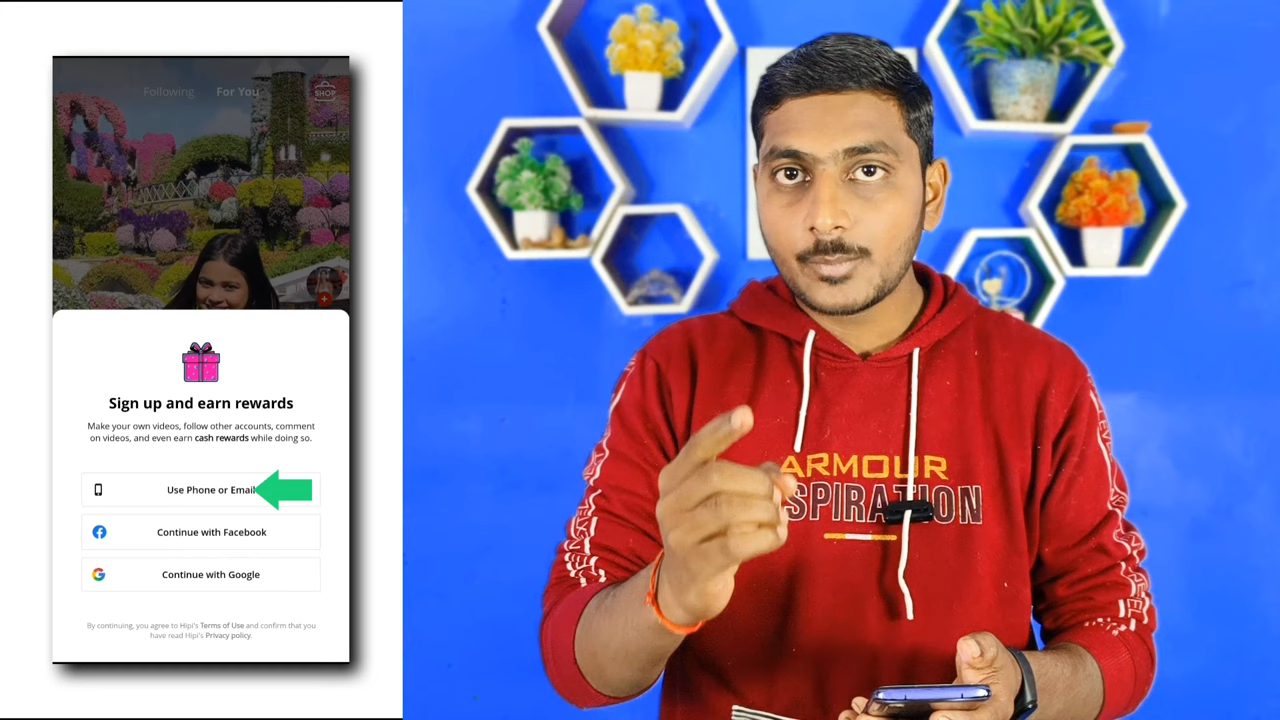 Following
For You
SHOP
Sign up and earn rewards
Make your own videos, follow other accounts, comment
on videos, and even earn cash rewards while doing so.
Use Phone or Email
Continue with Facebook
Continue with Google
By continuing, you agree to Hipi's Terms of Use and confirm that you
have read Hipi's Privacy policy.
ARMOUR
SPIRATION